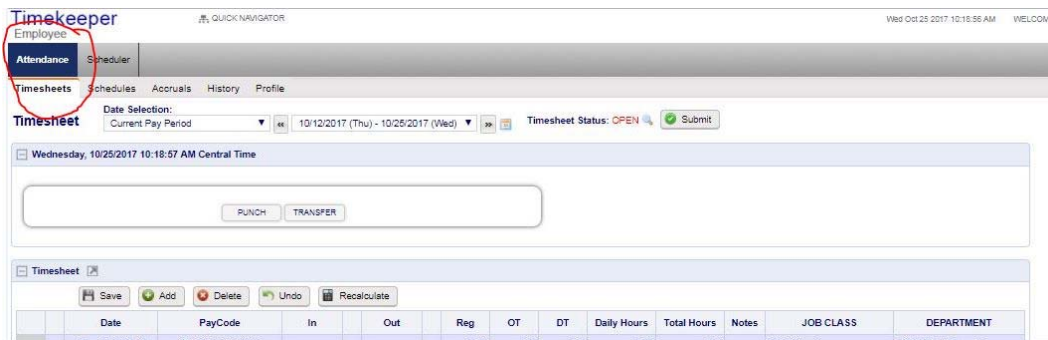 Timekeeper QUICK NAVIGATOR Wed Oct 25 2017 10:18:56 AM WELCOM
Employee
Attendance Scheduler
Timesheets Schedules Accruals History Profile
Date Selection:
Timesheet Current Pay Period 10/12/2017 (Thu) - 10/25/2017 (Wed) Timesheet Status: OPEN Submit
Wednesday, 10/25/2017 10:18:57 AM Central Time
PUNCH TRANSFER
Timesheet
Save Add Delete Undo Recalculate
Date PayCode In Out Reg OT DT Daily Hours Total Hours Notes JOB CLASS DEPARTMENT